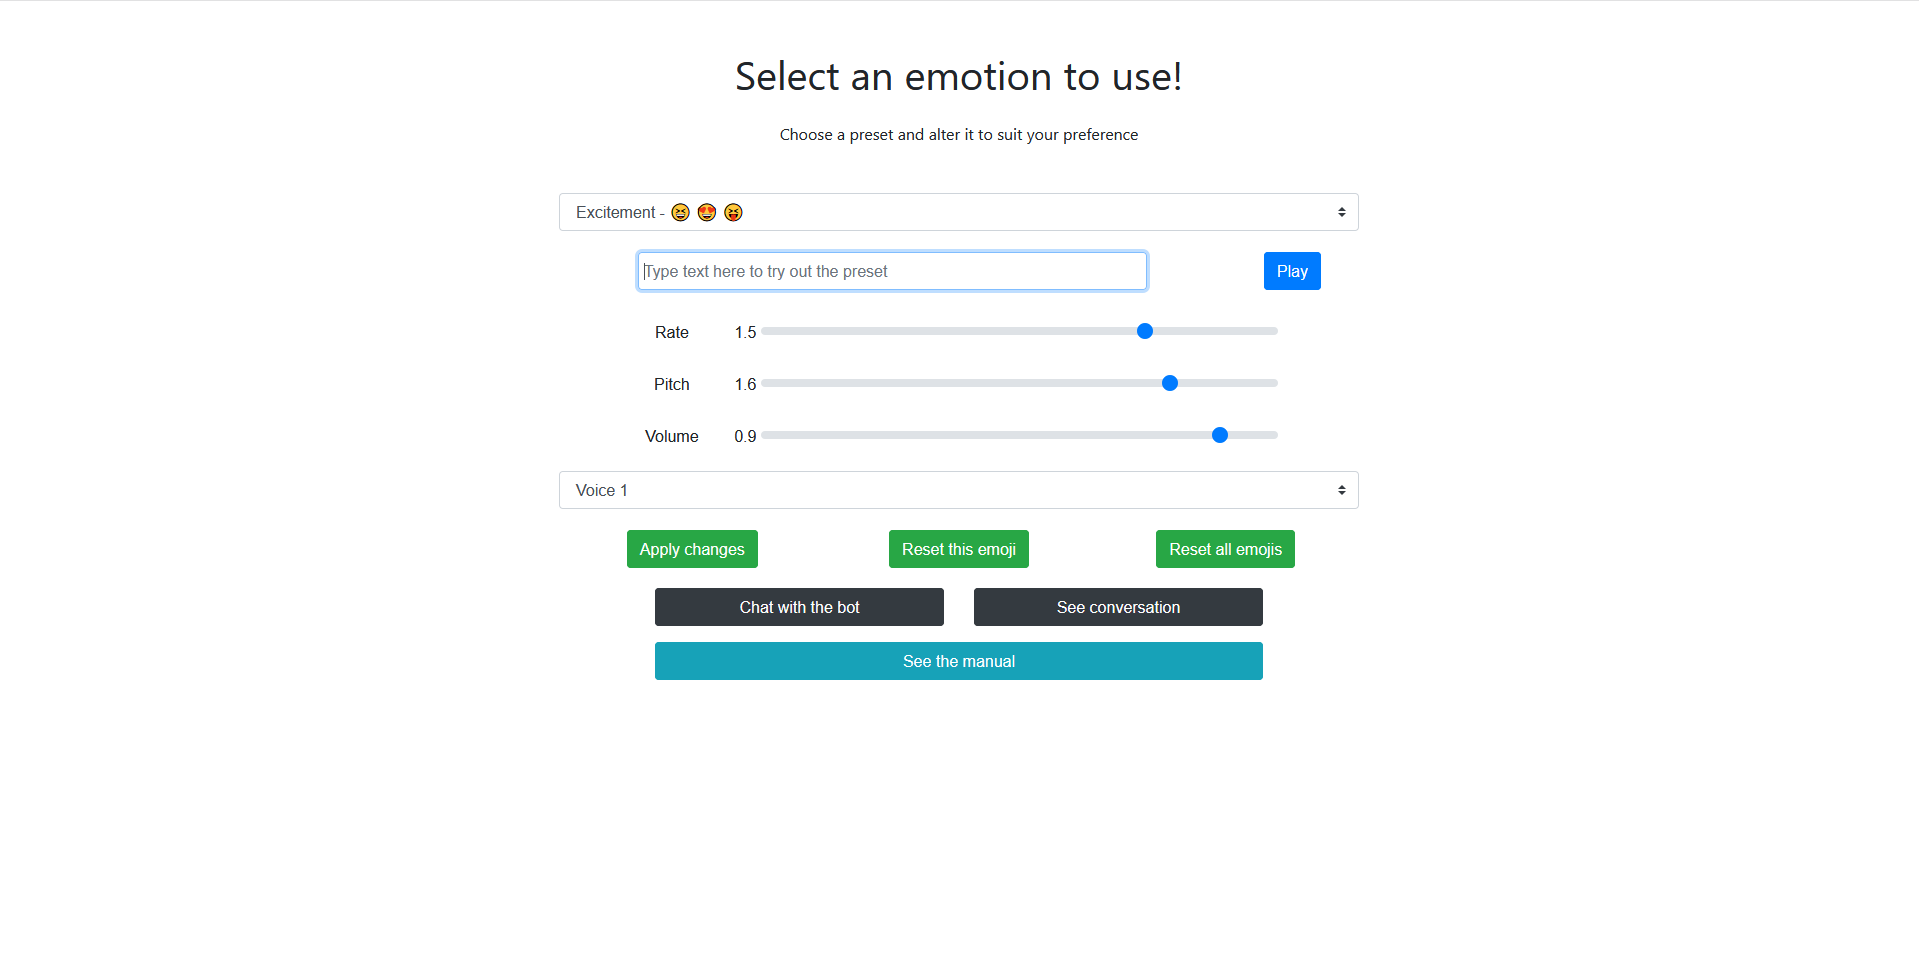 Select an emotion to use!
Choose a preset and alter it to suit your preference
Excitement - 😆 😍 😝
Type text here to try out the preset
Play
Rate 1.5
Pitch 1.6
Volume 0.9
Voice 1
Apply changes
Reset this emoji
Reset all emojis
Chat with the bot
See conversation
See the manual